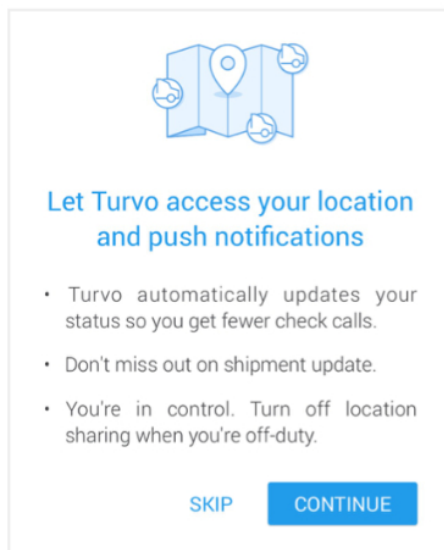 Let Turvo access your location
and push notifications
• Turvo automatically updates your
status so you get fewer check calls.
• Don't miss out on shipment update.
• You're in control. Turn off location
sharing when you're off-duty.
SKIP CONTINUE